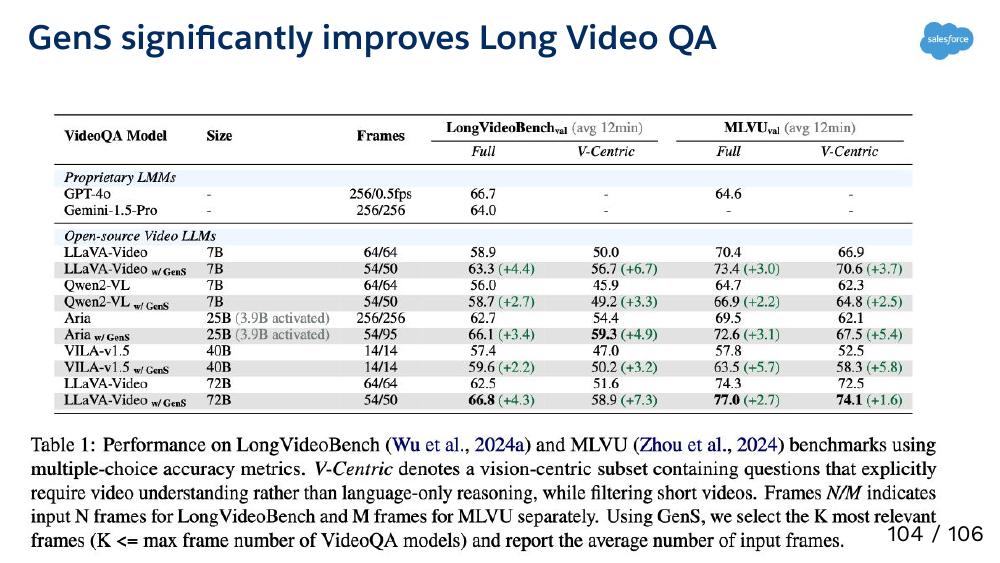 GenS significantly improves Long Video QA
salesforce
VideoQA Model Size Frames LongVideoBench val (avg 12min) MLVU val (avg 12min)
Full V-Centric Full V-Centric
Proprietary LMMs
GPT-4o - 256/0.5fps 66.7 - 64.6 -
Gemini-1.5-Pro - 256/256 64.0 - - -
Open-source Video LLMs
LLaVA-Video 7B 64/64 58.9 50.0 70.4 66.9
LLaVA-Video w/ GenS 7B 54/50 63.3 (+4.4) 56.7 (+6.7) 73.4 (+3.0) 70.6 (+3.7)
Qwen2-VL 7B 64/64 56.0 45.9 64.7 62.3
Qwen2-VL w/ GenS 7B 54/50 58.7 (+2.7) 49.2 (+3.3) 66.9 (+2.2) 64.8 (+2.5)
Aria 25B (3.9B activated) 256/256 62.7 54.4 69.5 62.1
Aria w/ GenS 25B (3.9B activated) 54/95 66.1 (+3.4) 59.3 (+4.9) 72.6 (+3.1) 67.5 (+5.4)
VILA-v1.5 40B 14/14 57.4 47.0 57.8 52.5
VILA-v1.5 w/ GenS 40B 14/14 59.6 (+2.2) 50.2 (+3.2) 63.5 (+5.7) 58.3 (+5.8)
LLaVA-Video 72B 64/64 62.5 51.6 74.3 72.5
LLaVA-Video w/ GenS 72B 54/50 66.8 (+4.3) 58.9 (+7.3) 77.0 (+2.7) 74.1 (+1.6)
Table 1: Performance on LongVideoBench (Wu et al., 2024a) and MLVU (Zhou et al., 2024) benchmarks using
multiple-choice accuracy metrics. V-Centric denotes a vision-centric subset containing questions that explicitly
require video understanding rather than language-only reasoning, while filtering short videos. Frames N/M indicates
input N frames for LongVideoBench and M frames for MLVU separately. Using GenS, we select the K most relevant
frames (K <= max frame number of VideoQA models) and report the average number of input frames.
104 / 106